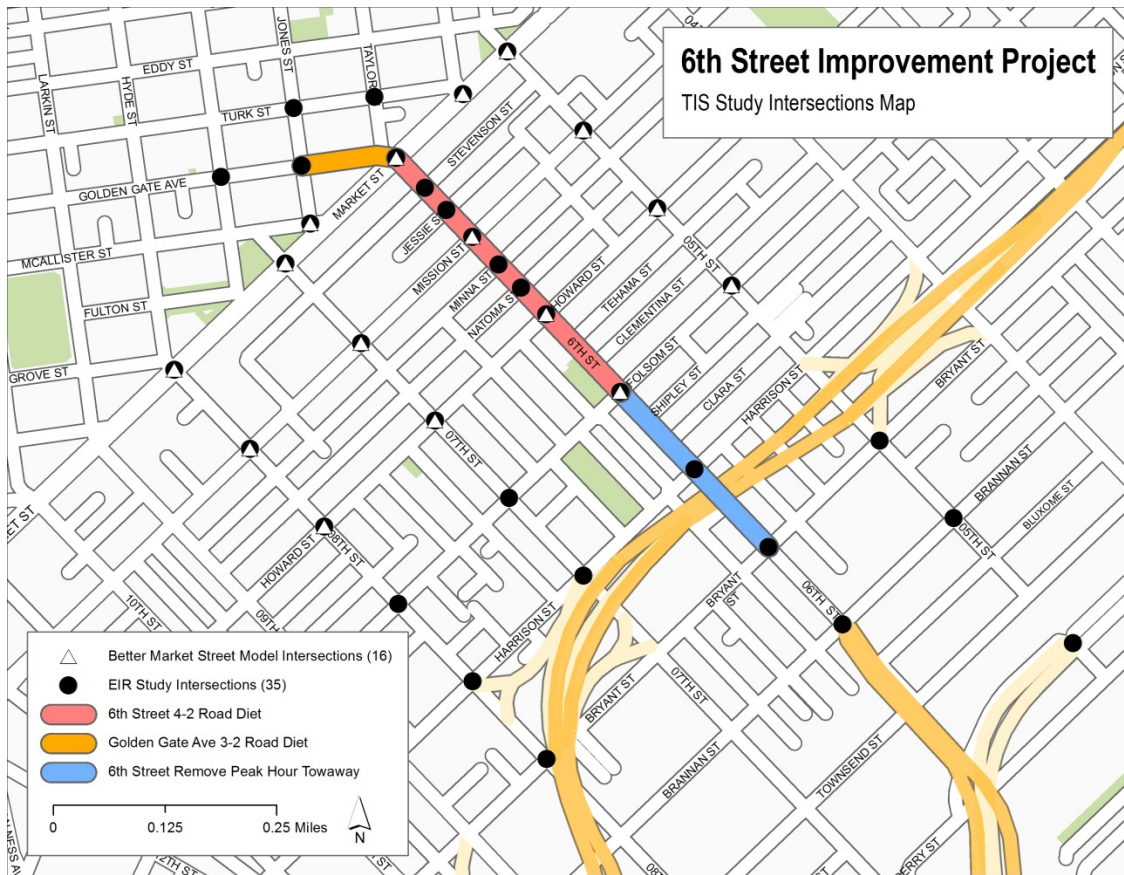 6th Street Improvement Project
TIS Study Intersections Map
JONES ST
TAYLOR
EDDY ST
LARKIN ST
HYDE ST
TURK ST
STEVENSON ST
GOLDEN GATE AVE
MARKET ST
MCALLISTER ST
JESSIE S
MISSION ST
MINNA ST
NATOMA S
HOWARD ST
05TH ST
TEHAMA ST
CLEMENTINA ST
FULTON ST
6TH ST
FOLSOM ST
GROVE ST
SHIPLEY ST
CLARA ST
HARRISON ST
BRYANT ST
07TH ST
BRANNAN ST
BLUXOME ST
05TH ST
KET ST
HOWARD ST
08TH ST
BRYANT
ST
06TH ST
10TH ST
09TH
HARRISON ST
07TH ST
BRYANT ST
BRANNAN ST
TOWNSEND ST
Better Market Street Model Intersections (16)
EIR Study Intersections (35)
6th Street 4-2 Road Diet
Golden Gate Ave 3-2 Road Diet
6th Street Remove Peak Hour Towaway
0 0.125 0.25 Miles
N
12TH ST
08TH
ERRY ST